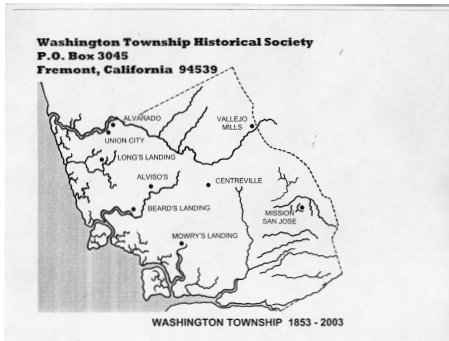 Washington Township Historical Society
P.O. Box 3045
Fremont, California 94539
ALVARADO
VALLEJO
MILLS
UNION CITY
LONG'S LANDING
ALVISO'S
CENTREVILLE
BEARD'S LANDING
MISSION
SAN JOSE
MOWRY'S LANDING
WASHINGTON TOWNSHIP 1853 - 2003